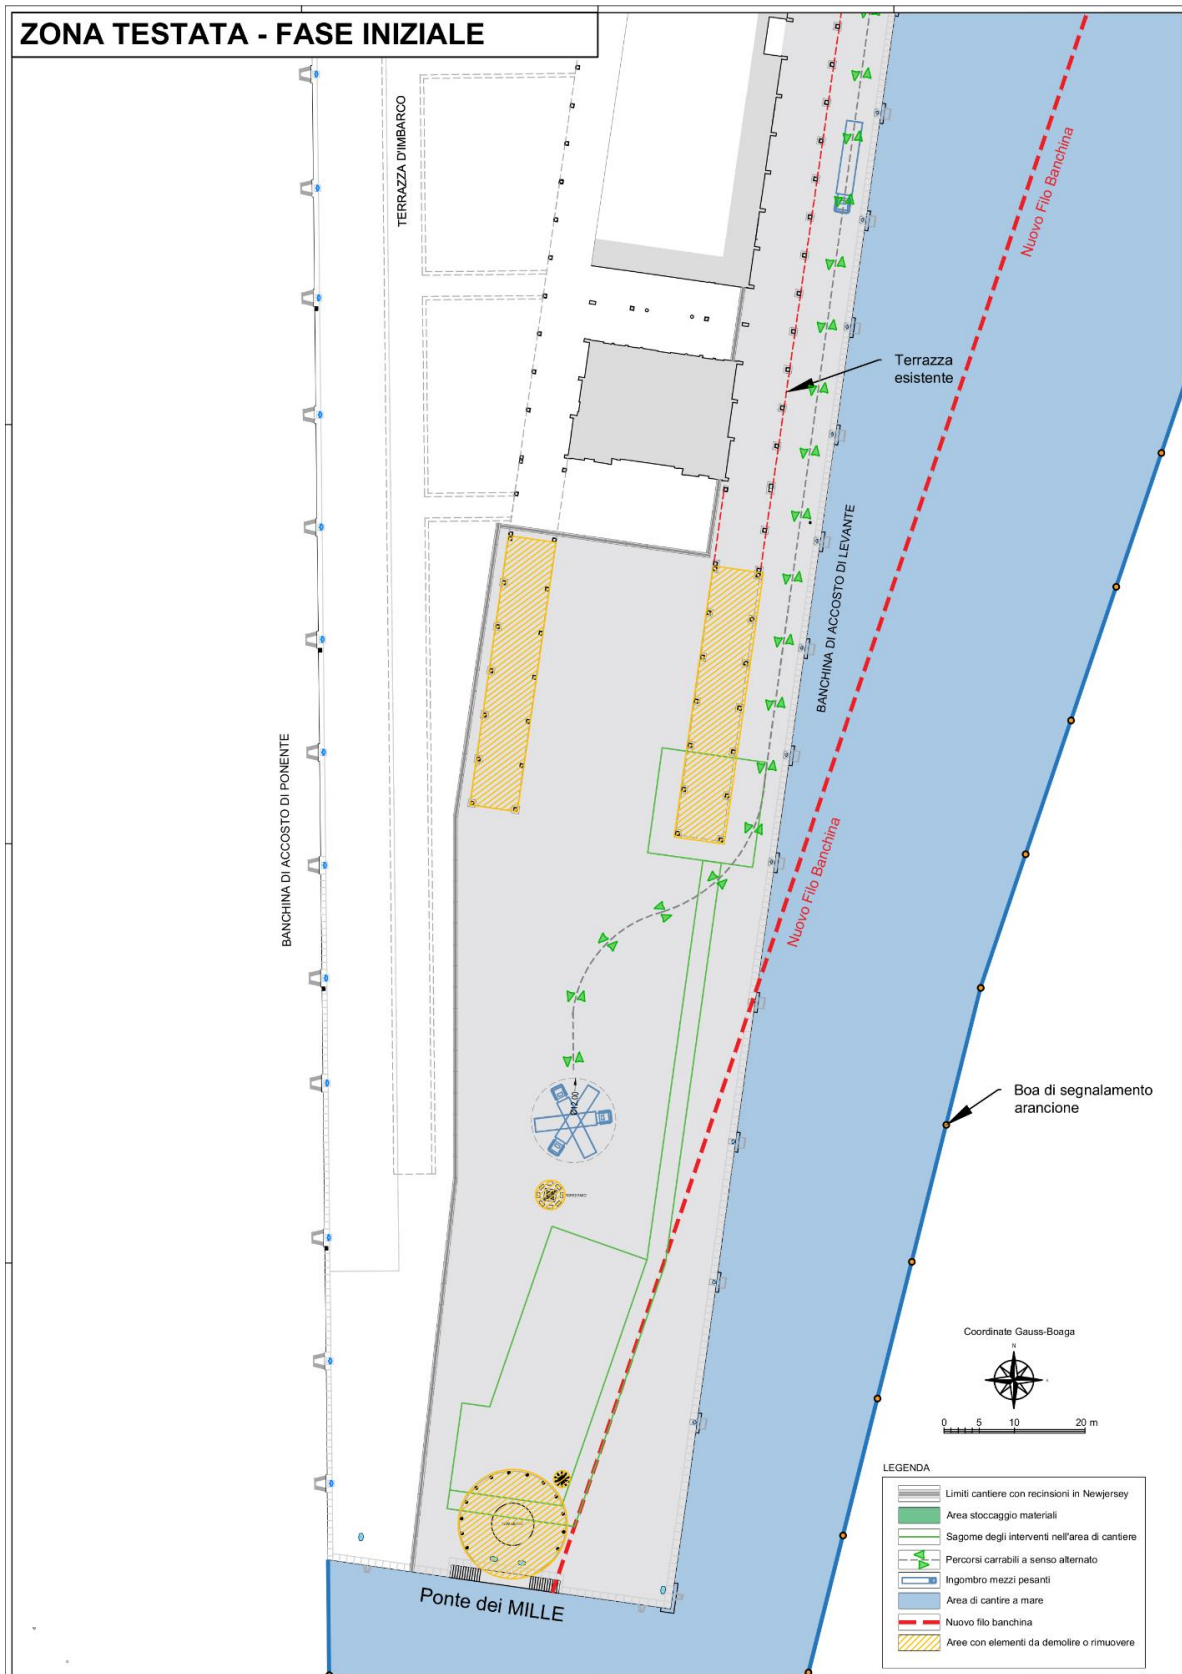 ZONA TESTATA - FASE INIZIALE
TERRAZZA D'IMBARCO
Nuovo Filo Banchina
Terrazza
esistente
BANCHINA DI ACCOSTO DI LEVANTE
BANCHINA DI ACCOSTO DI PONENTE
Nuovo Filo Banchina
Boa di segnalamento
arancione
Ponte dei MILLE
Coordinate Gauss-Boaga
N
0 5 10 20 m
LEGENDA
Limiti cantiere con recinsioni in Newjersey
Area stoccaggio materiali
Sagome degli interventi nell'area di cantiere
Percorsi carrabili a senso alternato
Ingombro mezzi pesanti
Area di cantire a mare
Nuovo filo banchina
Aree con elementi da demolire o rimuovere